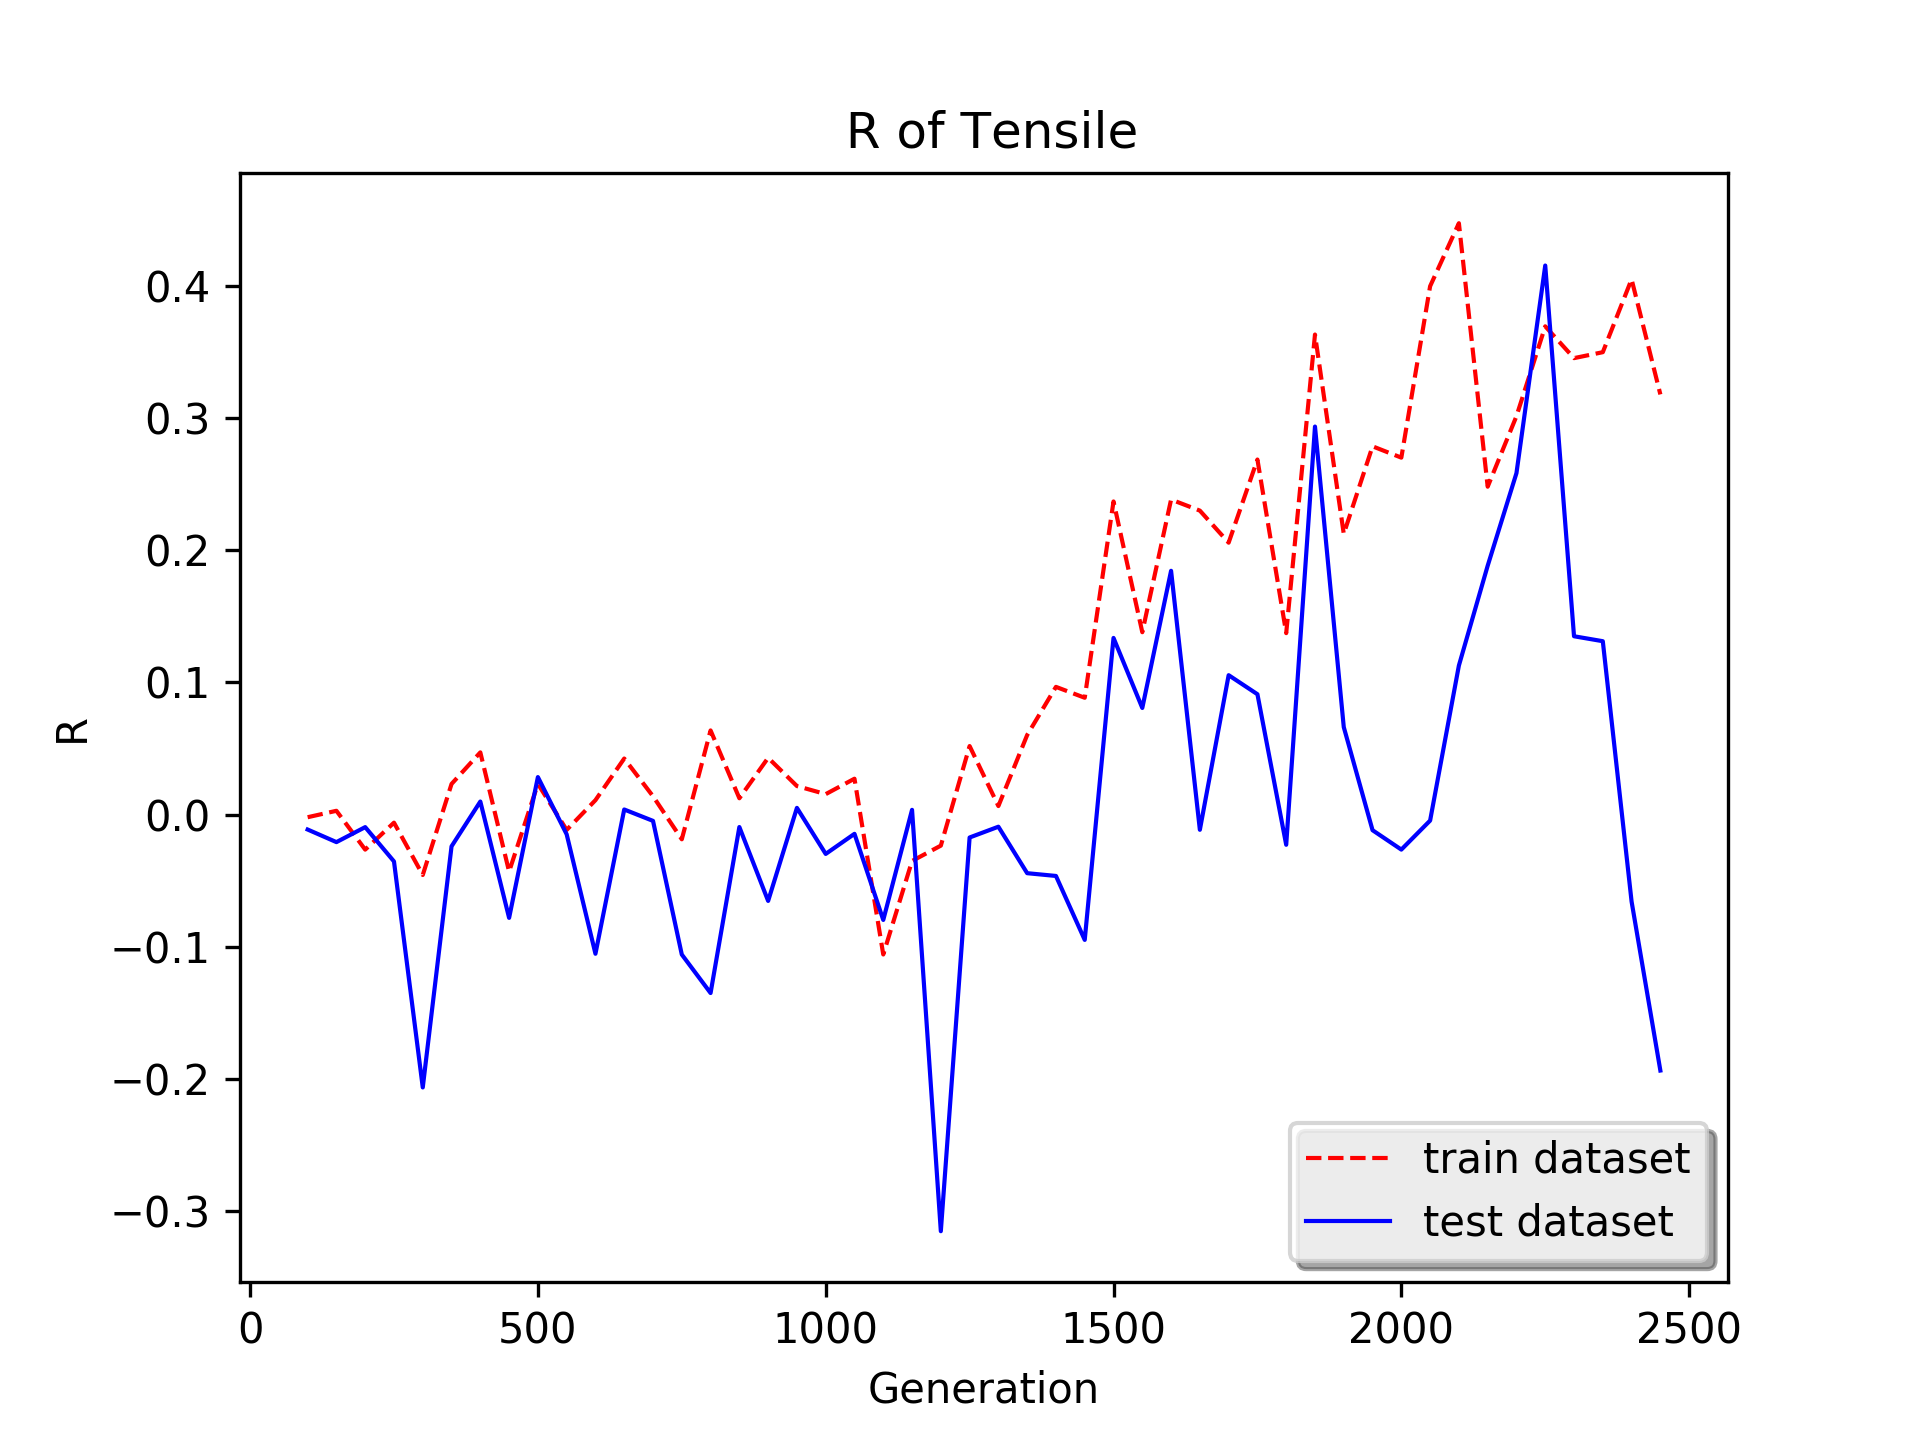 R of Tensile
0.4
0.3
0.2
0.1
0.0
−0.1
−0.2
−0.3
R
train dataset
test dataset
0 500 1000 1500 2000 2500
Generation